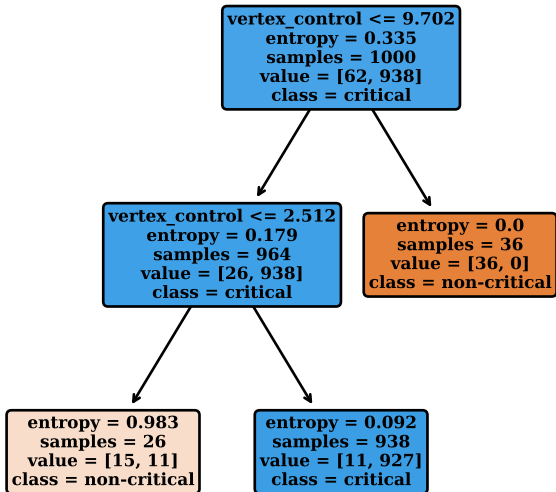 vertex_control <= 9.702
entropy = 0.335
samples = 1000
value = [62, 938]
class = critical
vertex_control <= 2.512
entropy = 0.179
samples = 964
value = [26, 938]
class = critical
entropy = 0.0
samples = 36
value = [36, 0]
class = non-critical
entropy = 0.983
samples = 26
value = [15, 11]
class = non-critical
entropy = 0.092
samples = 938
value = [11, 927]
class = critical